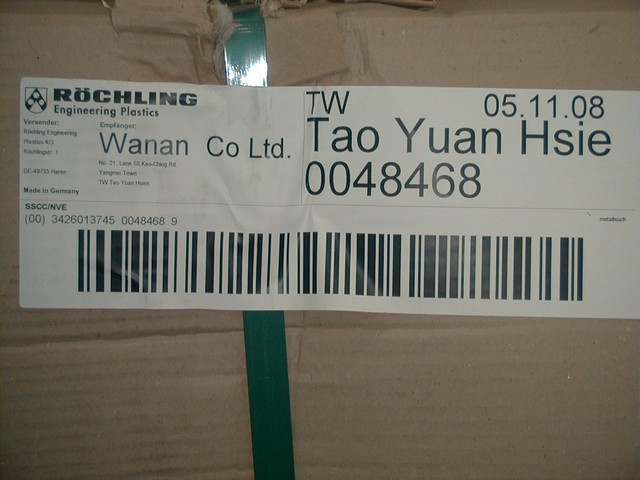 RÖCHLING
Engineering Plastics
Versender:
Röchling Engineering
Plastics KG
Röchlingstr. 1
DE-49733 Haren
Made in Germany
Empfänger:
Wanan Co Ltd.
No. 21, Lane 18 Kao-Ching Rd.
Yangmei Town
TW Tao Yuan Hsien
TW 05.11.08
Tao Yuan Hsie
0048468
SSCC/NVE
(00) 3426013745 0048468 9